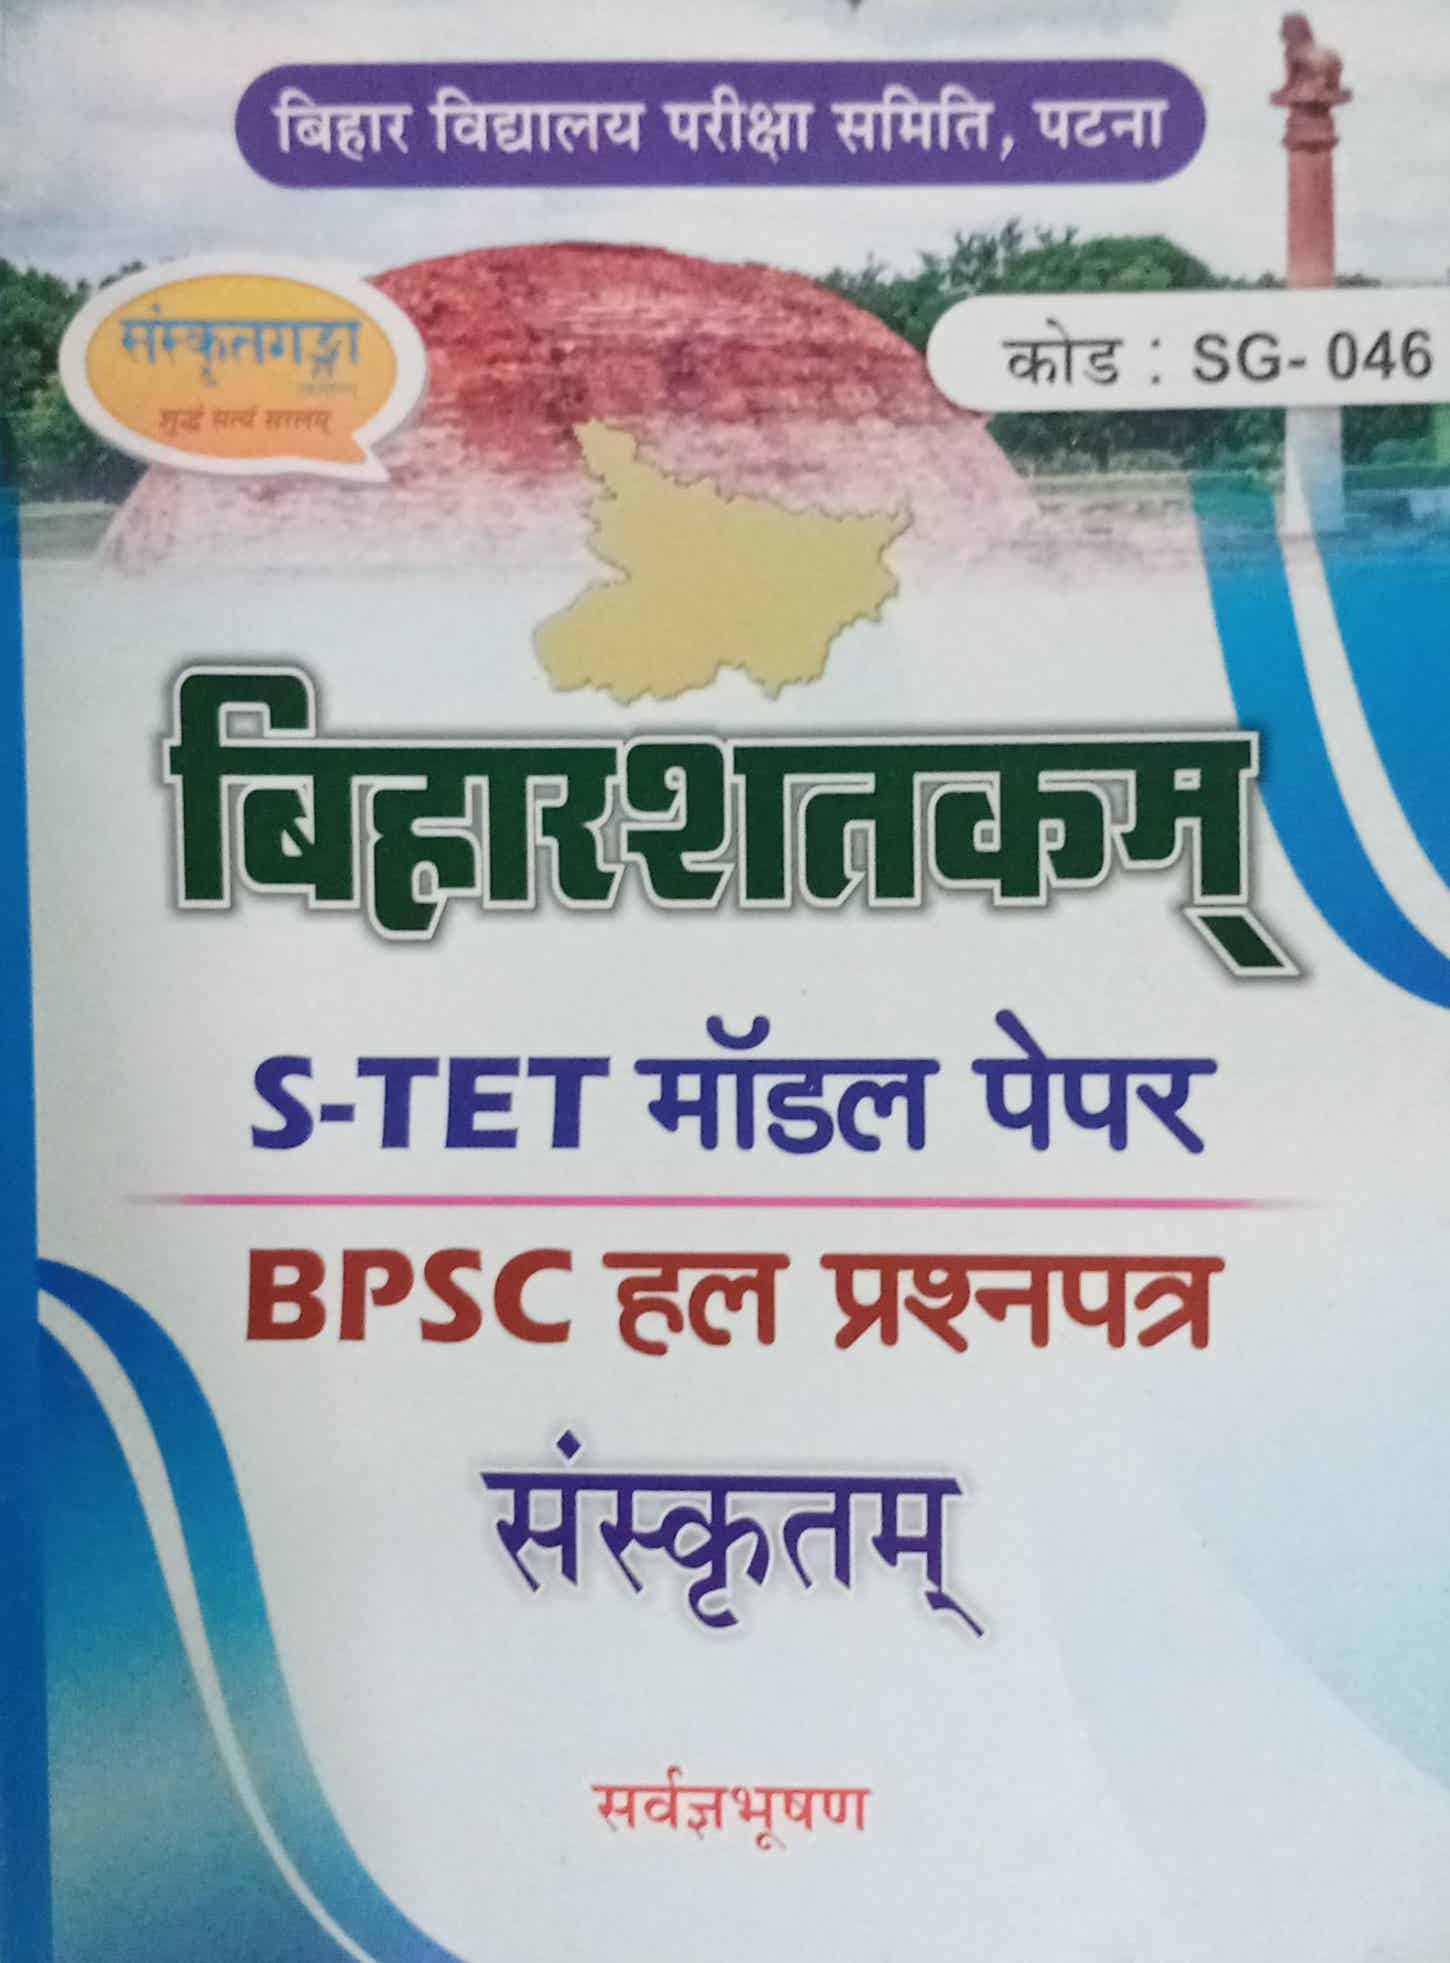 बिहार विद्यालय परीक्षा समिति, पटना
संस्कृतगङ्गा
शुद्धं सत्यं सरलम्
कोड : SG- 046
बिहारशतकम्
S-TET मॉडल पेपर
BPSC हल प्रश्नपत्र
संस्कृतम्
सर्वज्ञभूषण